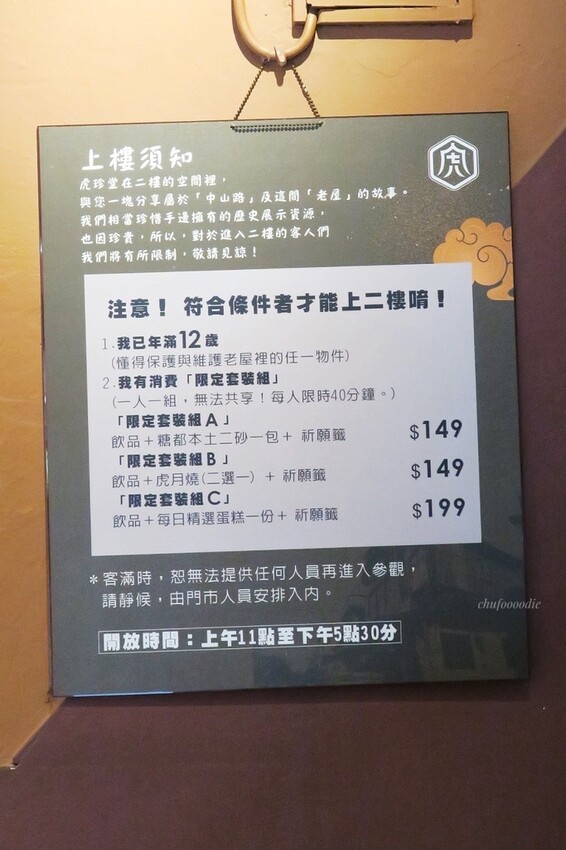 上樓須知
虎珍堂在二樓的空間裡，
與您一塊分享屬於「中山路」及這間「老屋」的故事。
我們相當珍惜手邊擁有的歷史展示資源，
也因珍貴，所以，對於進入二樓的客人們
我們將有所限制，敬請見諒！
注意！ 符合條件者才能上二樓唷！
1.我已年滿12歲
(懂得保護與維護老屋裡的任一物件)
2.我有消費「限定套裝組」
(一人一組，無法共享！每人限時40分鐘。)
「限定套裝組A」
飲品＋糖都本土二砂一包＋ 祈願籤 $149
「限定套裝組B」
飲品＋虎月燒(二選一) ＋ 祈願籤 $149
「限定套裝組C」
飲品＋每日精選蛋糕一份＋ 祈願籤 $199
＊客滿時，恕無法提供任何人員再進入參觀，
請靜候，由門市人員安排入內。
開放時間：上午11點至下午5點30分
chufoooodie